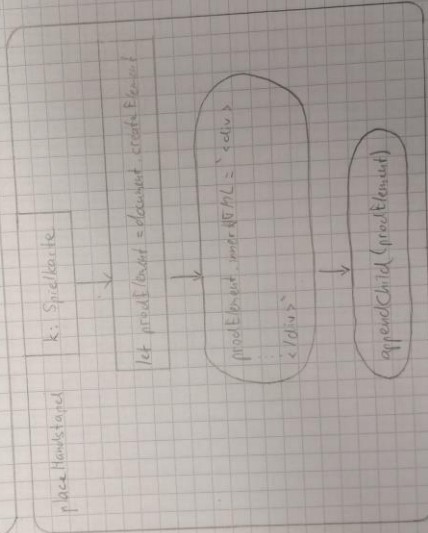 placeHandstapel
k: Spielkarte
let prodElement = document.createElement
prodElement.innerHTML = `<div>
:
</div>`
appendChild(prodElement)